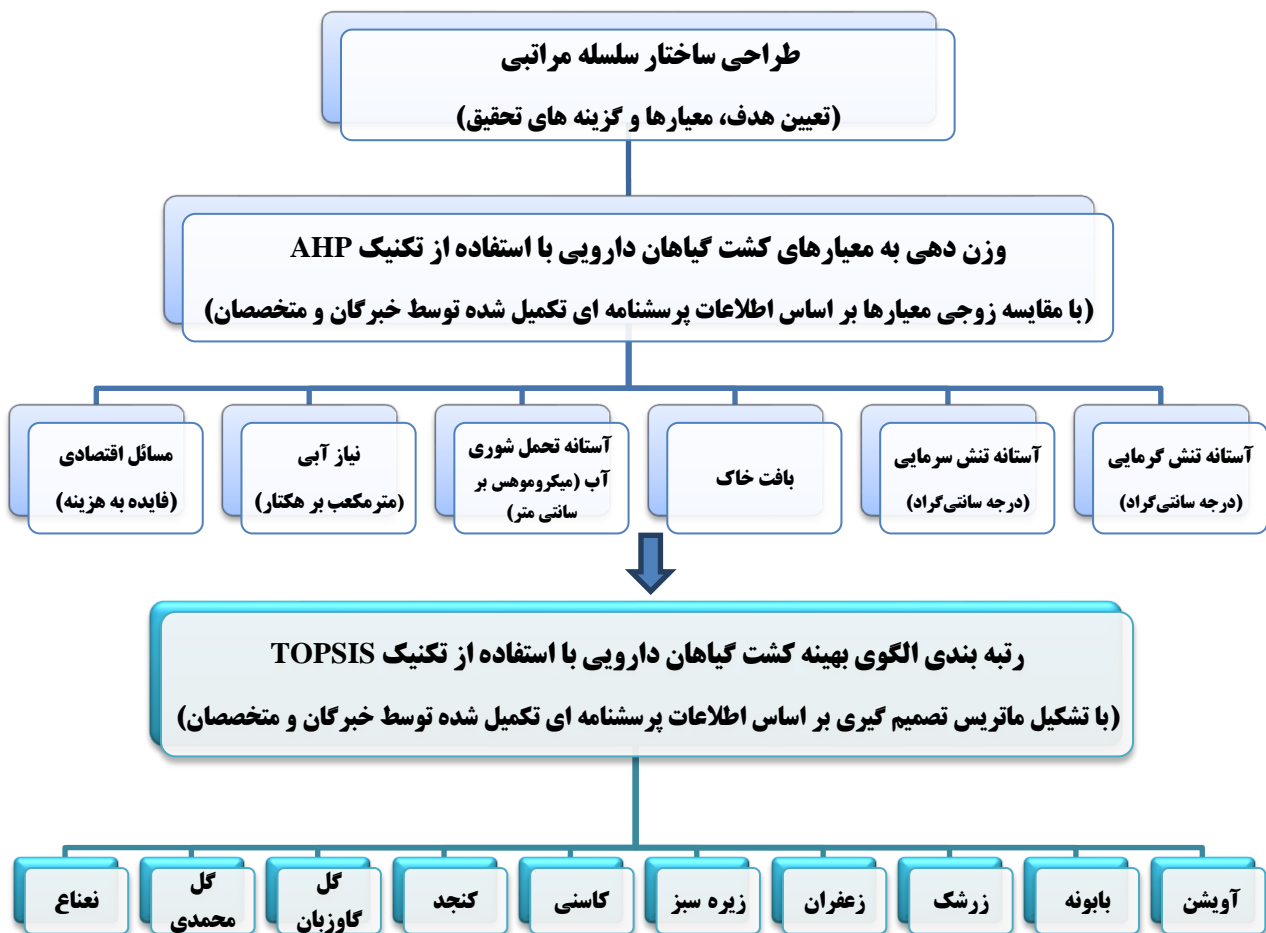 طراحی ساختار سلسله مراتبی
(تعیین هدف، معیارها و گزینه های تحقیق)
وزن دهی به معیارهای کشت گیاهان دارویی با استفاده از تکنیک AHP
(با مقایسه زوجی معیارها بر اساس اطلاعات پرسشنامه ای تکمیل شده توسط خبرگان و متخصصان)
آستانه تنش گرمایی
(درجه سانتی‌گراد)
آستانه تنش سرمایی
(درجه سانتی‌گراد)
بافت خاک
آستانه تحمل شوری
آب (میکروموهس بر
سانتی متر)
نیاز آبی
(مترمکعب بر هکتار)
مسائل اقتصادی
(فایده به هزینه)
رتبه بندی الگوی بهینه کشت گیاهان دارویی با استفاده از تکنیک TOPSIS
(با تشکیل ماتریس تصمیم گیری بر اساس اطلاعات پرسشنامه ای تکمیل شده توسط خبرگان و متخصصان)
آویشن
بابونه
زرشک
زعفران
زیره سبز
کاسنی
کنجد
گل
گاوزبان
گل
محمدی
نعناع